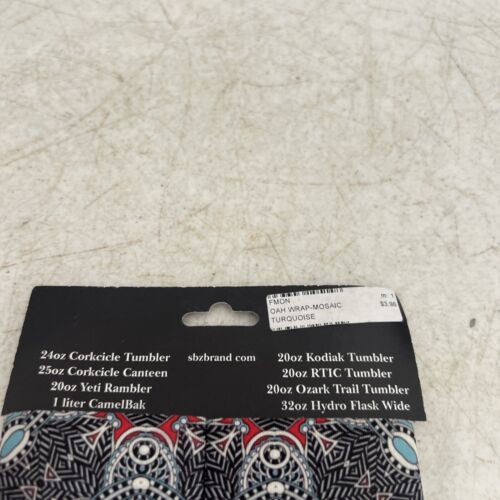 FMON m: 1
OAH WRAP-MOSAIC $3.98
TURQUOISE
24oz Corkcicle Tumbler
25oz Corkcicle Canteen
20oz Yeti Rambler
1 liter CamelBak
sbzbrand com
20oz Kodiak Tumbler
20oz RTIC Tumbler
20oz Ozark Trail Tumbler
32oz Hydro Flask Wide